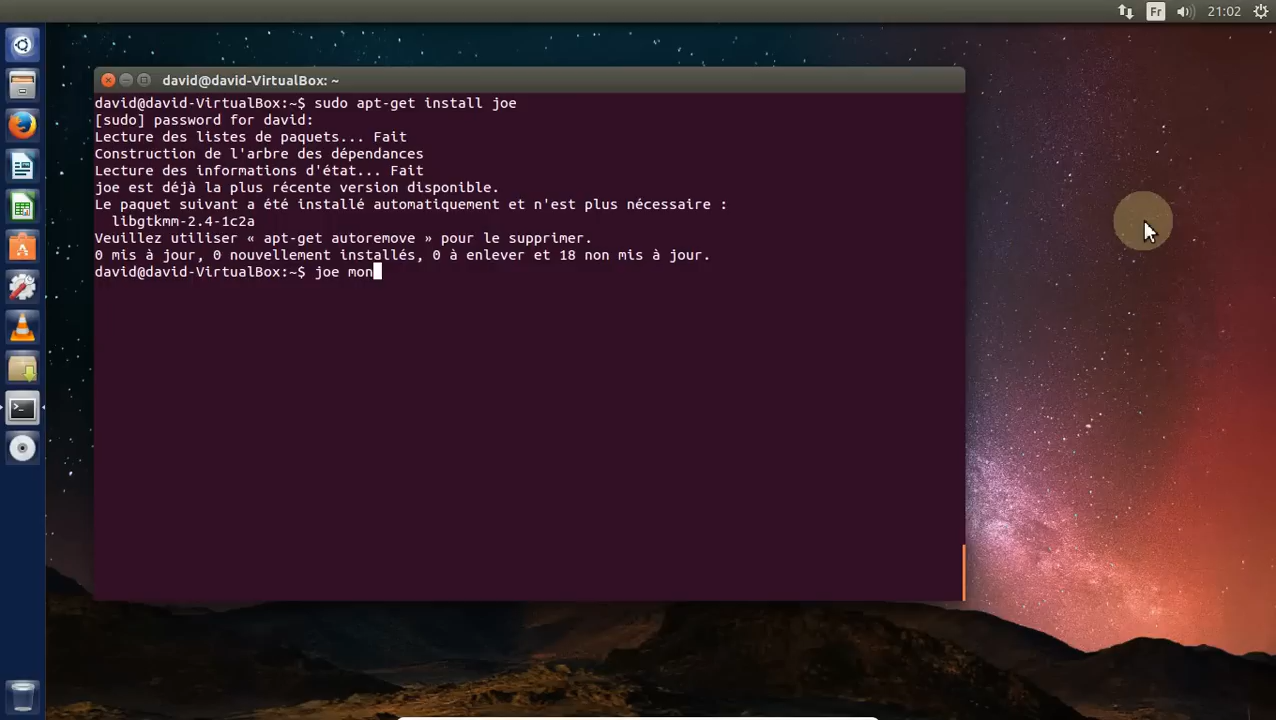 Fr
21:02
david@david-VirtualBox: ~
david@david-VirtualBox:~$ sudo apt-get install joe
[sudo] password for david:
Lecture des listes de paquets... Fait
Construction de l'arbre des dépendances
Lecture des informations d'état... Fait
joe est déjà la plus récente version disponible.
Le paquet suivant a été installé automatiquement et n'est plus nécessaire :
  libgtkmm-2.4-1c2a
Veuillez utiliser « apt-get autoremove » pour le supprimer.
0 mis à jour, 0 nouvellement installés, 0 à enlever et 18 non mis à jour.
david@david-VirtualBox:~$ joe mon